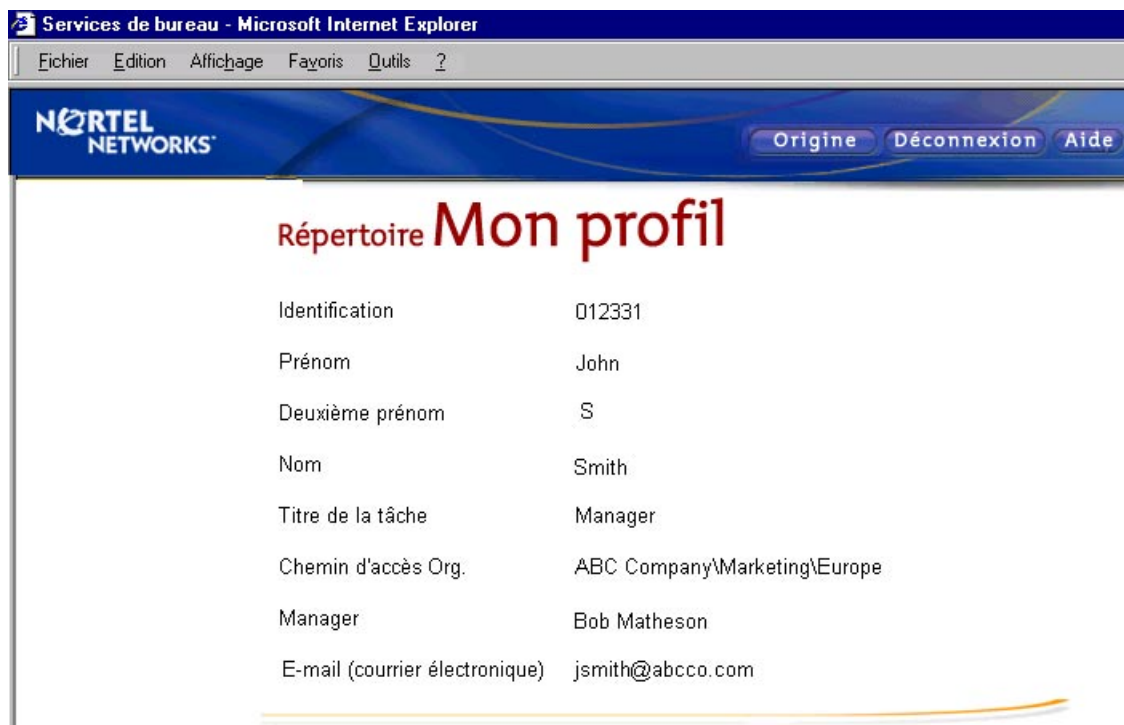 Services de bureau - Microsoft Internet Explorer
Fichier Edition Affichage Favoris Outils ?
NORTEL
NETWORKS
Origine Déconnexion Aide
Répertoire Mon profil
Identification 012331
Prénom John
Deuxième prénom S
Nom Smith
Titre de la tâche Manager
Chemin d'accès Org. ABC Company\Marketing\Europe
Manager Bob Matheson
E-mail (courrier électronique) jsmith@abcco.com